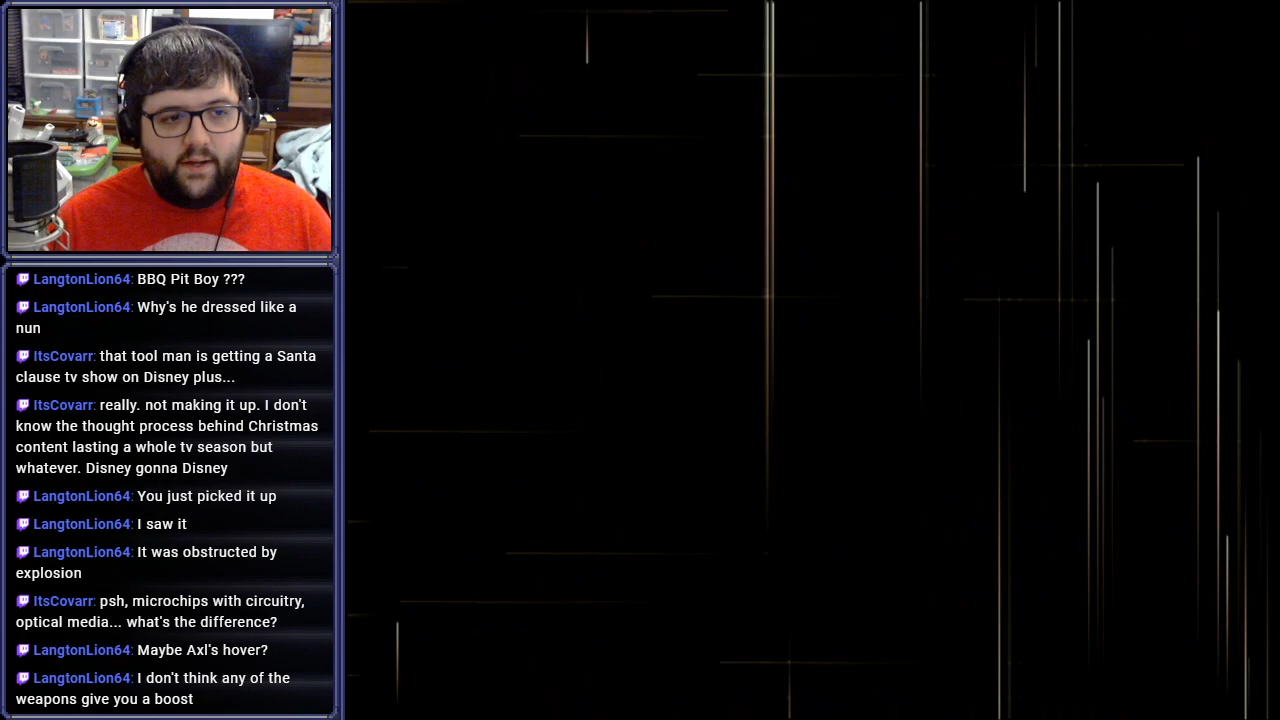 LangtonLion64: BBQ Pit Boy ???
LangtonLion64: Why's he dressed like a
nun
ItsCovarr: that tool man is getting a Santa
clause tv show on Disney plus...
ItsCovarr: really. not making it up. I don't
know the thought process behind Christmas
content lasting a whole tv season but
whatever. Disney gonna Disney
LangtonLion64: You just picked it up
LangtonLion64: I saw it
LangtonLion64: It was obstructed by
explosion
ItsCovarr: psh, microchips with circuitry,
optical media... what's the difference?
LangtonLion64: Maybe Axl's hover?
LangtonLion64: I don't think any of the
weapons give you a boost